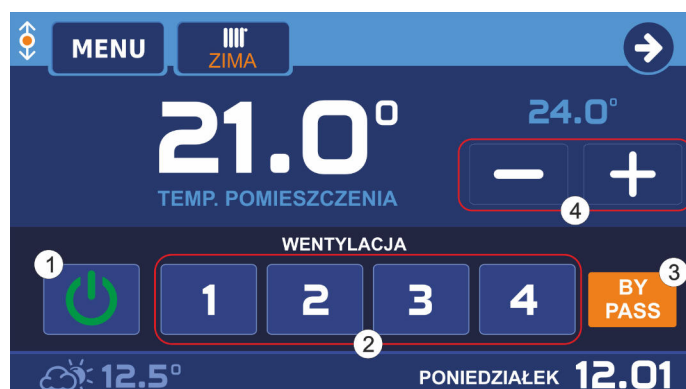 MENU
ZIMA
21.0°
24.0°
TEMP. POMIESZCZENIA
4
WENTYLACJA
1
1
2
3
4
BY
PASS
3
2
12.5°
PONIEDZIAŁEK 12.01